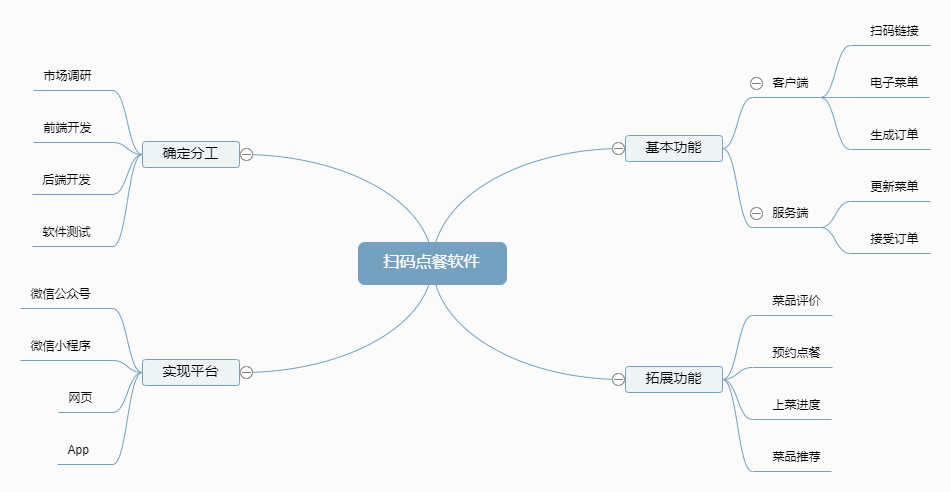 扫码点餐软件
基本功能
客户端
扫码链接
电子菜单
生成订单
服务端
更新菜单
接受订单
拓展功能
菜品评价
预约点餐
上菜进度
菜品推荐
确定分工
市场调研
前端开发
后端开发
软件测试
实现平台
微信公众号
微信小程序
网页
App